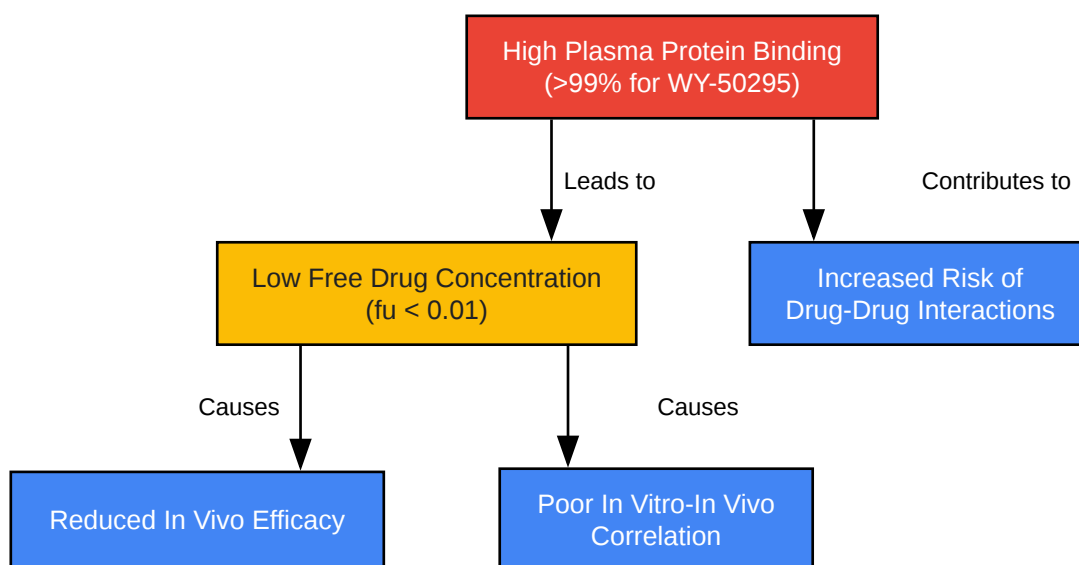 High Plasma Protein Binding
(>99% for WY-50295)
Leads to
Contributes to
Low Free Drug Concentration
(fu < 0.01)
Increased Risk of
Drug-Drug Interactions
Causes
Causes
Reduced In Vivo Efficacy
Poor In Vitro-In Vivo
Correlation